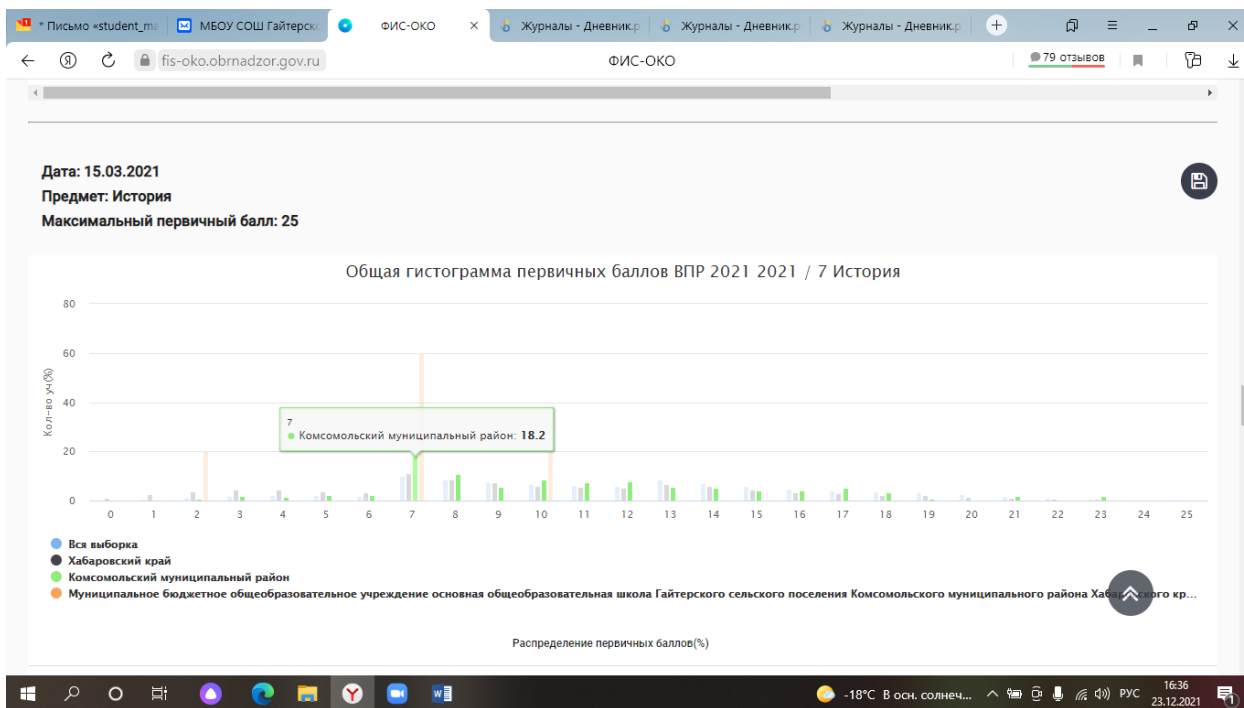 * Письмо «student_ma
МБОУ СОШ Гайтерско
ФИС-ОКО
Журналы - Дневник.р
Журналы - Дневник.р
Журналы - Дневник.р
fis-oko.obrnadzor.gov.ru
ФИС-ОКО
79 отзывов
Дата: 15.03.2021
Предмет: История
Максимальный первичный балл: 25
Общая гистограмма первичных баллов ВПР 2021 2021 / 7 История
Кол-во уч(%)
80
60
40
20
0
7
Комсомольский муниципальный район: 18.2
0 1 2 3 4 5 6 7 8 9 10 11 12 13 14 15 16 17 18 19 20 21 22 23 24 25
Вся выборка
Хабаровский край
Комсомольский муниципальный район
Муниципальное бюджетное общеобразовательное учреждение основная общеобразовательная школа Гайтерского сельского поселения Комсомольского муниципального района кр...
Распределение первичных баллов(%)
-18°C В осн. солнеч...
РУС
16:36
23.12.2021